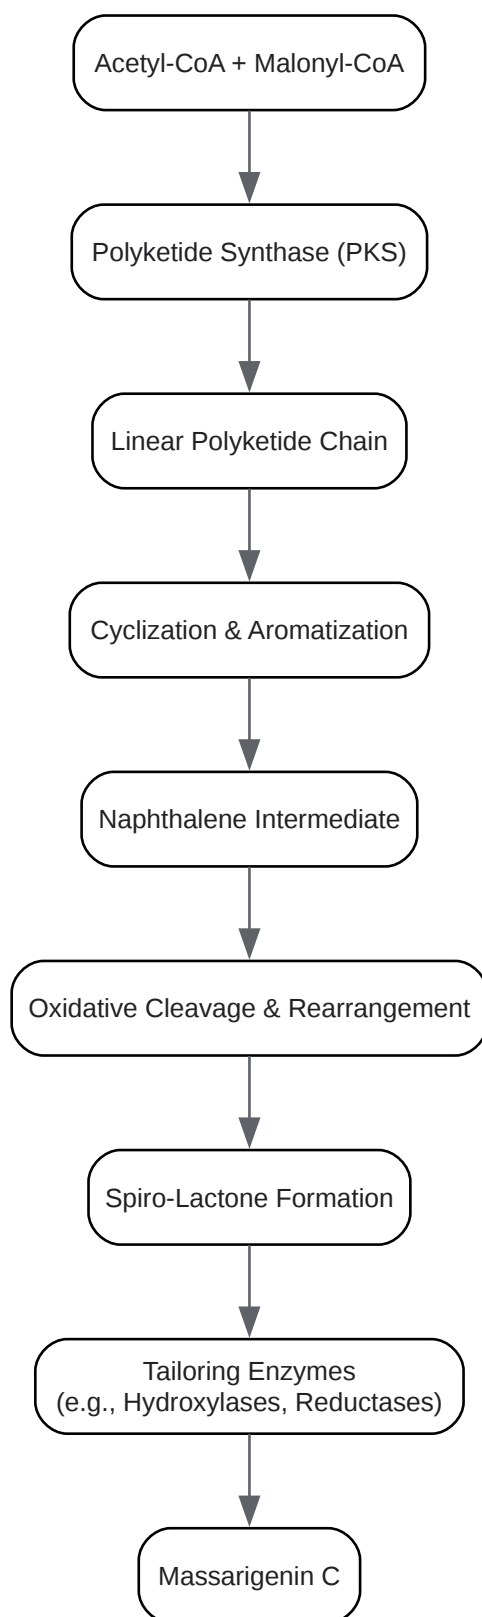 Acetyl-CoA + Malonyl-CoA
Polyketide Synthase (PKS)
Linear Polyketide Chain
Cyclization & Aromatization
Naphthalene Intermediate
Oxidative Cleavage & Rearrangement
Spiro-Lactone Formation
Tailoring Enzymes
(e.g., Hydroxylases, Reductases)
Massarigenin C